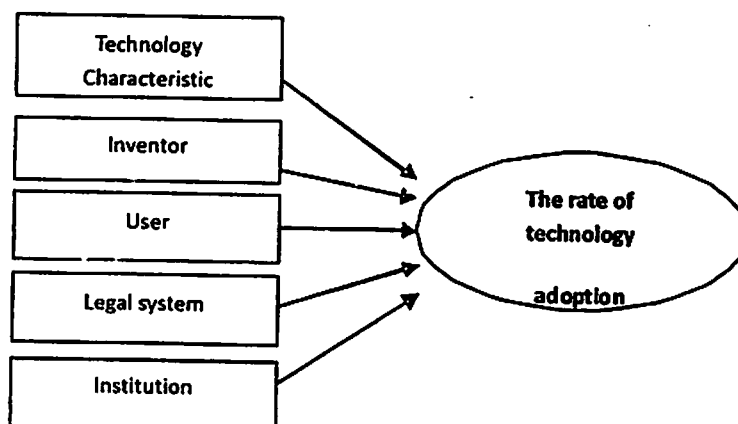 Technology
Characteristic
Inventor
User
Legal system
Institution
The rate of
technology
adoption